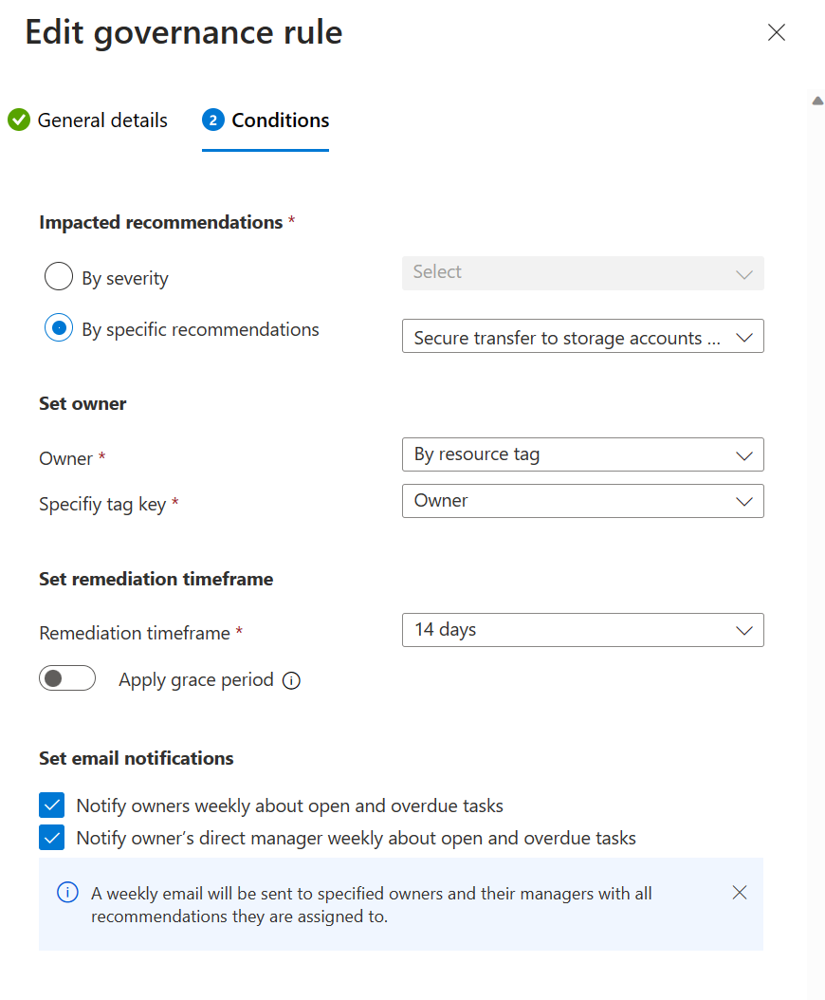 Edit governance rule
General details
2 Conditions
Impacted recommendations *
By severity
Select
By specific recommendations
Secure transfer to storage accounts ...
Set owner
Owner *
By resource tag
Specifiy tag key *
Owner
Set remediation timeframe
Remediation timeframe *
14 days
Apply grace period
Set email notifications
Notify owners weekly about open and overdue tasks
Notify owner’s direct manager weekly about open and overdue tasks
A weekly email will be sent to specified owners and their managers with all
recommendations they are assigned to.